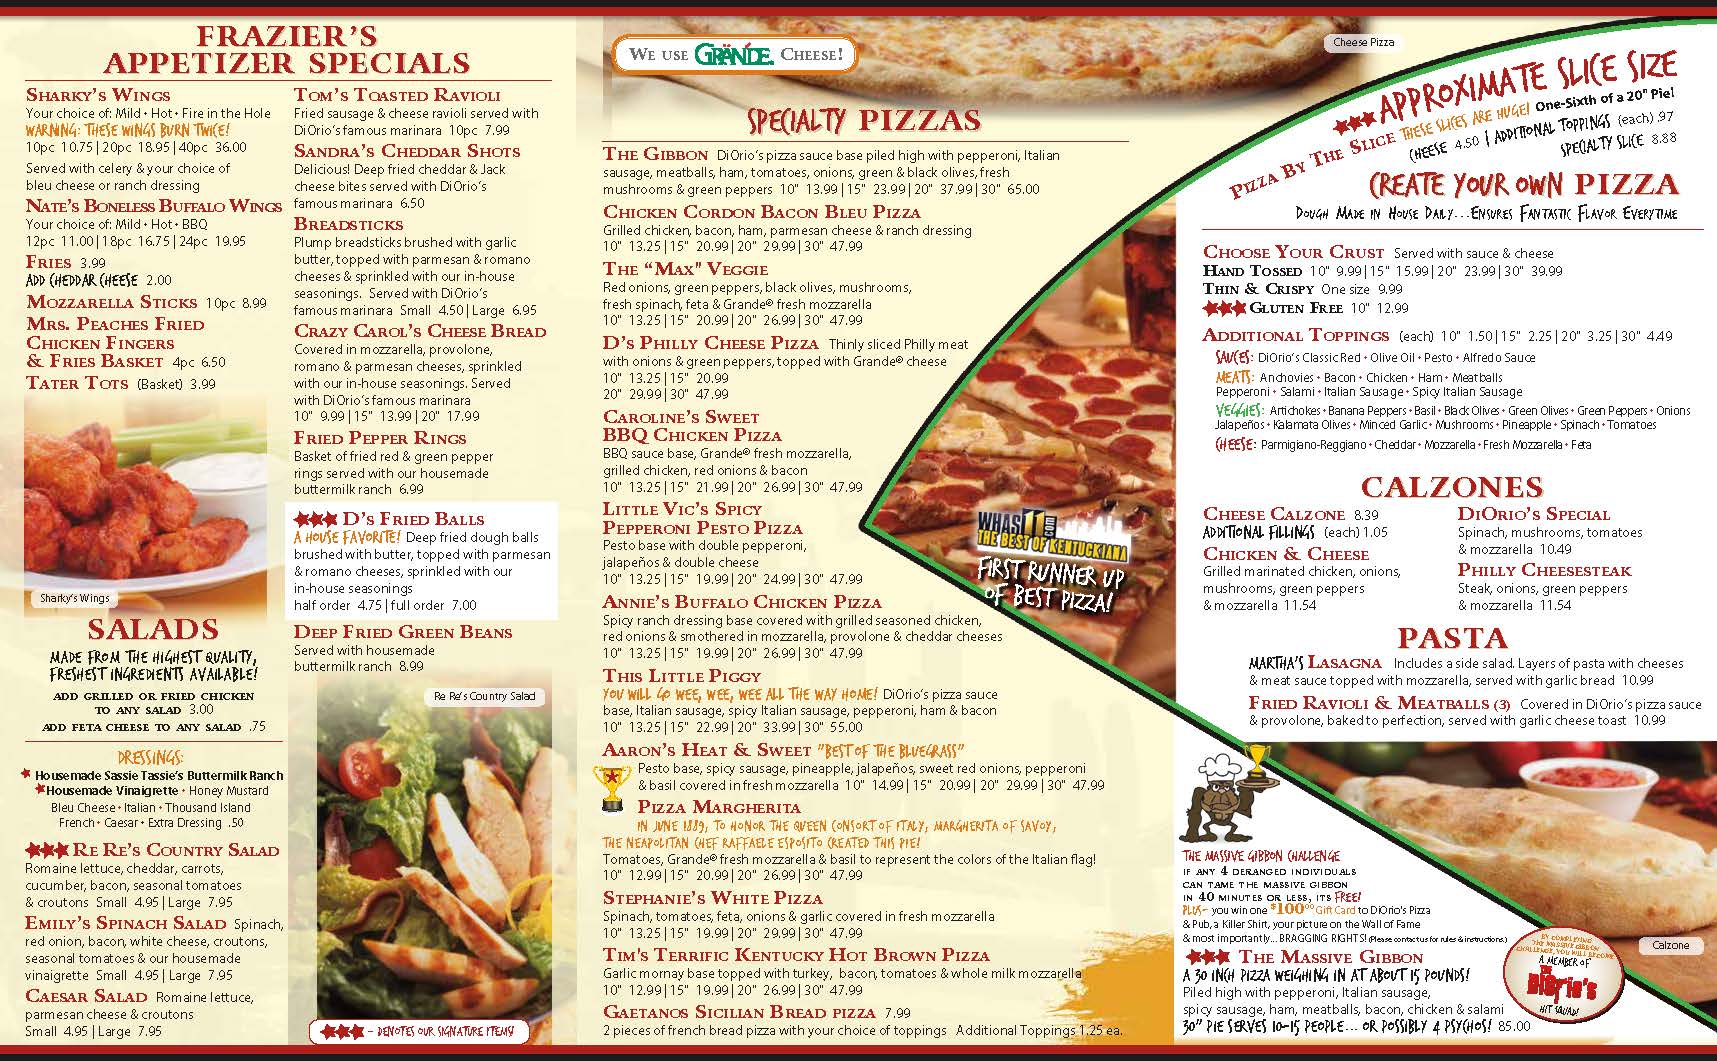 FRAZIER'S
APPETIZER SPECIALS
SHARKY'S WINGS
Your choice of: Mild • Hot • Fire in the Hole
WARNING: THESE WINGS BURN TWICE!
10pc 10.75 | 20pc 18.95 | 40pc 36.00
Served with celery & your choice of
bleu cheese or ranch dressing
NATE'S BONELESS BUFFALO WINGS
Your choice of: Mild • Hot • BBQ
12pc 11.00 | 18pc 16.75 | 24pc 19.95
FRIES 3.99
ADD CHEDDAR CHEESE 2.00
MOZZARELLA STICKS 10pc 8.99
MRS. PEACHES FRIED
CHICKEN FINGERS
& FRIES BASKET 4pc 6.50
TATER TOTS (Basket) 3.99
Sharky's Wings
SALADS
MADE FROM THE HIGHEST QUALITY,
FRESHEST INGREDIENTS AVAILABLE!
ADD GRILLED OR FRIED CHICKEN
TO ANY SALAD 3.00
ADD FETA CHEESE TO ANY SALAD .75
DRESSINGS:
Housemade Sassie Tassie's Buttermilk Ranch
Housemade Vinaigrette • Honey Mustard
Bleu Cheese • Italian • Thousand Island
French • Caesar • Extra Dressing .50
RE RE'S COUNTRY SALAD
Romaine lettuce, cheddar, carrots,
cucumber, bacon, seasonal tomatoes
& croutons Small 4.95 | Large 7.95
EMILY'S SPINACH SALAD Spinach,
red onion, bacon, white cheese, croutons,
seasonal tomatoes & our housemade
vinaigrette Small 4.95 | Large 7.95
CAESAR SALAD Romaine lettuce,
parmesan cheese & croutons
Small 4.95 | Large 7.95
TOM'S TOASTED RAVIOLI
Fried sausage & cheese ravioli served with
DiOrio's famous marinara 10pc 7.99
SANDRA'S CHEDDAR SHOTS
Delicious! Deep fried cheddar & Jack
cheese bites served with DiOrio's
famous marinara 6.50
BREADSTICKS
Plump breadsticks brushed with garlic
butter, topped with parmesan & romano
cheeses & sprinkled with our in-house
seasonings. Served with DiOrio's
famous marinara Small 4.50 | Large 6.95
CRAZY CAROL'S CHEESE BREAD
Covered in mozzarella, provolone,
romano & parmesan cheeses, sprinkled
with our in-house seasonings. Served
with DiOrio's famous marinara
10" 9.99 | 15" 13.99 | 20" 17.99
FRIED PEPPER RINGS
Basket of fried red & green pepper
rings served with our housemade
buttermilk ranch 6.99
D'S FRIED BALLS
A HOUSE FAVORITE! Deep fried dough balls
brushed with butter, topped with parmesan
& romano cheeses, sprinkled with our
in-house seasonings
half order 4.75 | full order 7.00
DEEP FRIED GREEN BEANS
Served with housemade
buttermilk ranch 8.99
Re Re's Country Salad
– DENOTES OUR SIGNATURE ITEMS!
WE USE GRANDE. CHEESE!
Cheese Pizza
SPECIALTY PIZZAS
THE GIBBON DiOrio's pizza sauce base piled high with pepperoni, Italian
sausage, meatballs, ham, tomatoes, onions, green & black olives, fresh
mushrooms & green peppers 10" 13.99 | 15" 23.99 | 20" 37.99 | 30" 65.00
CHICKEN CORDON BACON BLEU PIZZA
Grilled chicken, bacon, ham, parmesan cheese & ranch dressing
10" 13.25 | 15" 20.99 | 20" 29.99 | 30" 47.99
THE "MAX" VEGGIE
Red onions, green peppers, black olives, mushrooms,
fresh spinach, feta & Grande® fresh mozzarella
10" 13.25 | 15" 20.99 | 20" 26.99 | 30" 47.99
D'S PHILLY CHEESE PIZZA Thinly sliced Philly meat
with onions & green peppers, topped with Grande® cheese
10" 13.25 | 15" 20.99
20" 29.99 | 30" 47.99
CAROLINE'S SWEET
BBQ CHICKEN PIZZA
BBQ sauce base, Grande® fresh mozzarella,
grilled chicken, red onions & bacon
10" 13.25 | 15" 21.99 | 20" 26.99 | 30" 47.99
LITTLE VIC'S SPICY
PEPPERONI PESTO PIZZA
Pesto base with double pepperoni,
jalapeños & double cheese
10" 13.25 | 15" 19.99 | 20" 24.99 | 30" 47.99
ANNIE'S BUFFALO CHICKEN PIZZA
Spicy ranch dressing base covered with grilled seasoned chicken,
red onions & smothered in mozzarella, provolone & cheddar cheeses
10" 13.25 | 15" 19.99 | 20" 26.99 | 30" 47.99
THIS LITTLE PIGGY
YOU WILL GO WEE, WEE, WEE ALL THE WAY HOME! DiOrio's pizza sauce
base, Italian sausage, spicy Italian sausage, pepperoni, ham & bacon
10" 13.25 | 15" 22.99 | 20" 33.99 | 30" 55.00
AARON'S HEAT & SWEET "BEST OF THE BLUEGRASS"
Pesto base, spicy sausage, pineapple, jalapeños, sweet red onions, pepperoni
& basil covered in fresh mozzarella 10" 14.99 | 15" 20.99 | 20" 29.99 | 30" 47.99
PIZZA MARGHERITA
IN JUNE 1889, TO HONOR THE QUEEN CONSORT OF ITALY, MARGHERITA OF SAVOY,
THE NEAPOLITAN CHEF RAFFAELE ESPOSITO CREATED THIS PIE!
Tomatoes, Grande® fresh mozzarella & basil to represent the colors of the Italian flag!
10" 12.99 | 15" 20.99 | 20" 26.99 | 30" 47.99
STEPHANIE'S WHITE PIZZA
Spinach, tomatoes, feta, onions & garlic covered in fresh mozzarella
10" 13.25 | 15" 19.99 | 20" 29.99 | 30" 47.99
TIM'S TERRIFIC KENTUCKY HOT BROWN PIZZA
Garlic mornay base topped with turkey, bacon, tomatoes & whole milk mozzarella
10" 12.99 | 15" 19.99 | 20" 26.99 | 30" 47.99
GAETANOS SICILIAN BREAD PIZZA 7.99
2 pieces of french bread pizza with your choice of toppings Additional Toppings 1.25 ea.
WHAS11.com
THE BEST OF KENTUCKIANA
FIRST RUNNER UP
OF BEST PIZZA!
APPROXIMATE SLICE SIZE
PIZZA BY THE SLICE THESE SLICES ARE HUGE! One-Sixth of a 20" Pie!
CHEESE 4.50 | ADDITIONAL TOPPINGS (each) .97
SPECIALTY SLICE 8.88
CREATE YOUR OWN PIZZA
DOUGH MADE IN HOUSE DAILY...ENSURES FANTASTIC FLAVOR EVERYTIME
CHOOSE YOUR CRUST Served with sauce & cheese
HAND TOSSED 10" 9.99 | 15" 15.99 | 20" 23.99 | 30" 39.99
THIN & CRISPY One size 9.99
GLUTEN FREE 10" 12.99
ADDITIONAL TOPPINGS (each) 10" 1.50 | 15" 2.25 | 20" 3.25 | 30" 4.49
SAUCES: DiOrio's Classic Red • Olive Oil • Pesto • Alfredo Sauce
MEATS: Anchovies • Bacon • Chicken • Ham • Meatballs
Pepperoni • Salami • Italian Sausage • Spicy Italian Sausage
VEGGIES: Artichokes • Banana Peppers • Basil • Black Olives • Green Olives • Green Peppers • Onions
Jalapeños • Kalamata Olives • Minced Garlic • Mushrooms • Pineapple • Spinach • Tomatoes
CHEESE: Parmigiano-Reggiano • Cheddar • Mozzarella • Fresh Mozzarella • Feta
CALZONES
CHEESE CALZONE 8.39
ADDITIONAL FILLINGS (each) 1.05
CHICKEN & CHEESE
Grilled marinated chicken, onions,
mushrooms, green peppers
& mozzarella 11.54
DIORIO'S SPECIAL
Spinach, mushrooms, tomatoes
& mozzarella 10.49
PHILLY CHEESESTEAK
Steak, onions, green peppers
& mozzarella 11.54
PASTA
MARTHA'S LASAGNA Includes a side salad. Layers of pasta with cheeses
& meat sauce topped with mozzarella, served with garlic bread 10.99
FRIED RAVIOLI & MEATBALLS (3) Covered in DiOrio's pizza sauce
& provolone, baked to perfection, served with garlic cheese toast 10.99
THE MASSIVE GIBBON CHALLENGE
IF ANY 4 DERANGED INDIVIDUALS
CAN TAME THE MASSIVE GIBBON
IN 40 MINUTES OR LESS, ITS FREE!
PLUS– you win one $100.00 Gift Card to DiOrio's Pizza
& Pub, a Killer Shirt, your picture on the Wall of Fame
& most importantly... BRAGGING RIGHTS! (Please contact us for rules & instructions.)
THE MASSIVE GIBBON
A 30 INCH PIZZA WEIGHING IN AT ABOUT 15 POUNDS!
Piled high with pepperoni, Italian sausage,
spicy sausage, ham, meatballs, bacon, chicken & salami
30" PIE SERVES 10-15 PEOPLE... OR POSSIBLY 4 PSYCHOS! 85.00
BY COMPLETING
THE MASSIVE GIBBON
CHALLENGE, YOU WILL BECOME
A MEMBER OF
THE
DiOrio's
HIT SQUAD!
Calzone